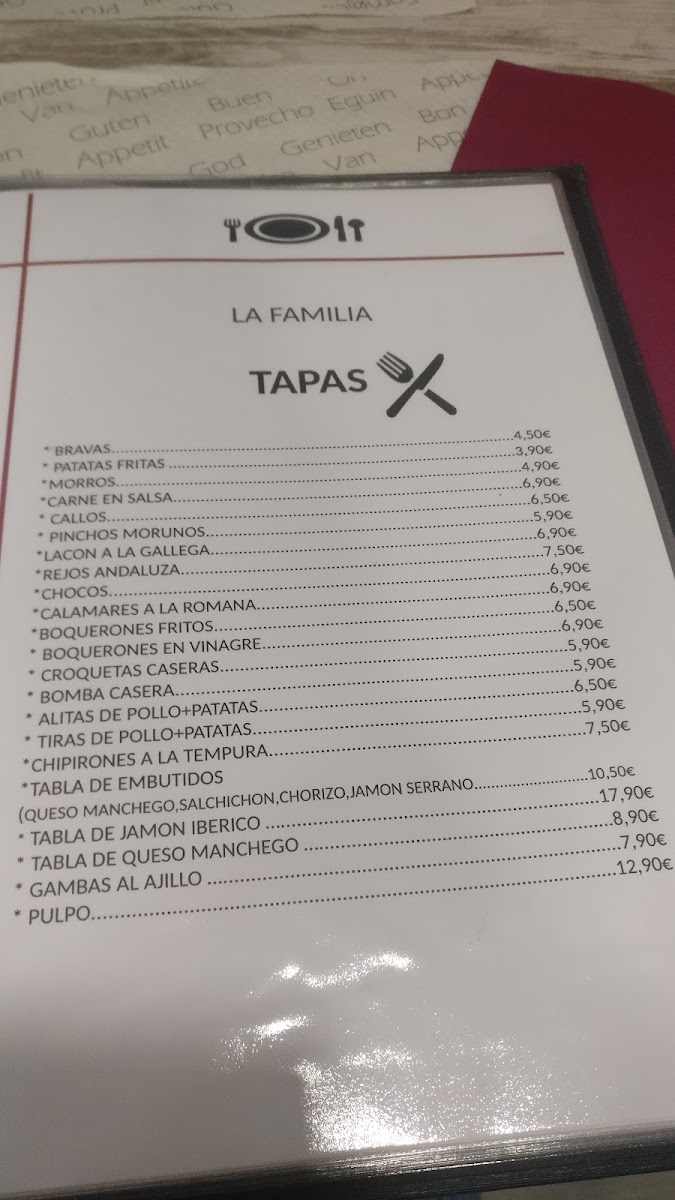 Van Appetit
Guten Buen
Appetit Provecho Eguin
God Genieten Bon
Van
LA FAMILIA
TAPAS
* BRAVAS....................4,50€
* PATATAS FRITAS ....................3,90€
*MORROS....................4,90€
*CARNE EN SALSA....................6,90€
* CALLOS....................6,50€
* PINCHOS MORUNOS....................5,90€
*LACON A LA GALLEGA....................6,90€
*REJOS ANDALUZA....................7,50€
*CHOCOS....................6,90€
*CALAMARES A LA ROMANA....................6,90€
*BOQUERONES FRITOS....................6,50€
* BOQUERONES EN VINAGRE....................6,90€
* CROQUETAS CASERAS....................5,90€
* BOMBA CASERA....................5,90€
* ALITAS DE POLLO+PATATAS....................6,50€
* TIRAS DE POLLO+PATATAS....................5,90€
*CHIPIRONES A LA TEMPURA....................7,50€
*TABLA DE EMBUTIDOS
(QUESO MANCHEGO,SALCHICHON,CHORIZO,JAMON SERRANO....................10,50€
* TABLA DE JAMON IBERICO ....................17,90€
* TABLA DE QUESO MANCHEGO ....................8,90€
* GAMBAS AL AJILLO ....................7,90€
* PULPO....................12,90€